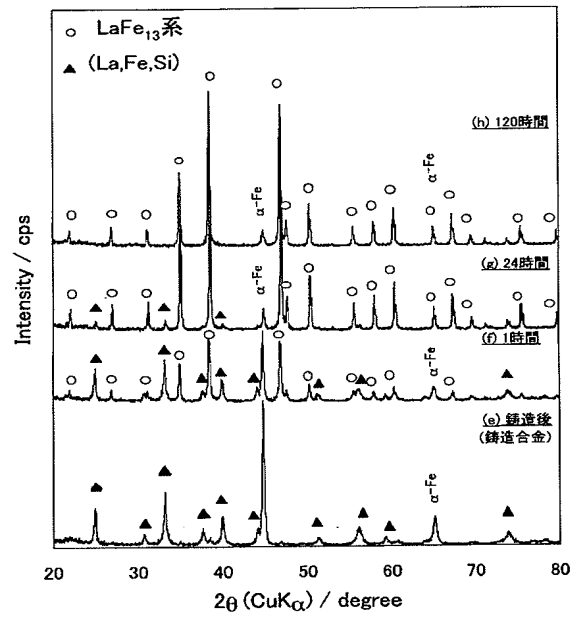 ○ LaFe₁₃系
▲ (La,Fe,Si)
(h) 120時間
α-Fe
α-Fe
(g) 24時間
α-Fe
(f) 1時間
α-Fe
(e) 鋳造後
(鋳造合金)
α-Fe
Intensity / cps
20 30 40 50 60 70 80
2θ (CuKα) / degree